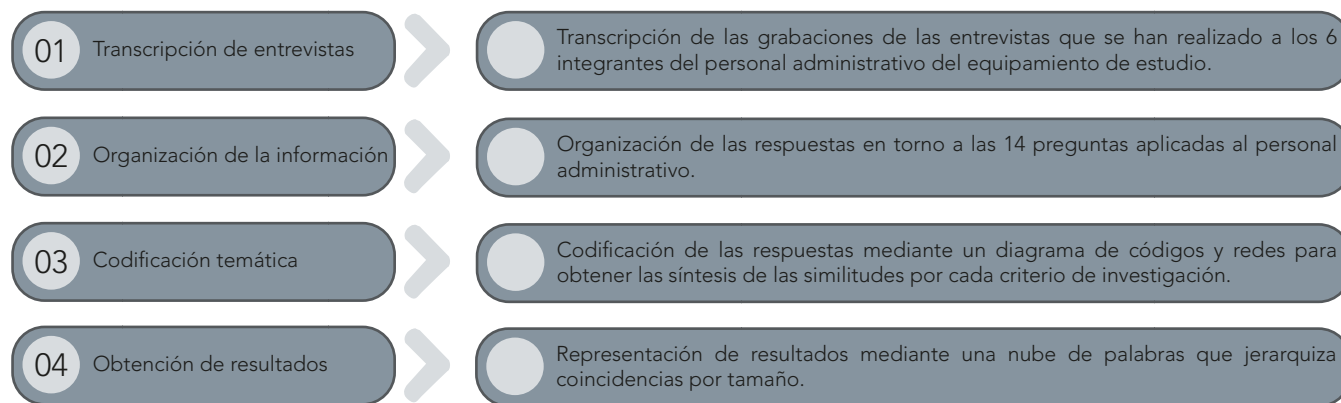 01 Transcripción de entrevistas
Transcripción de las grabaciones de las entrevistas que se han realizado a los 6
integrantes del personal administrativo del equipamiento de estudio.
02 Organización de la información
Organización de las respuestas en torno a las 14 preguntas aplicadas al personal
administrativo.
03 Codificación temática
Codificación de las respuestas mediante un diagrama de códigos y redes para
obtener las síntesis de las similitudes por cada criterio de investigación.
04 Obtención de resultados
Representación de resultados mediante una nube de palabras que jerarquiza
coincidencias por tamaño.